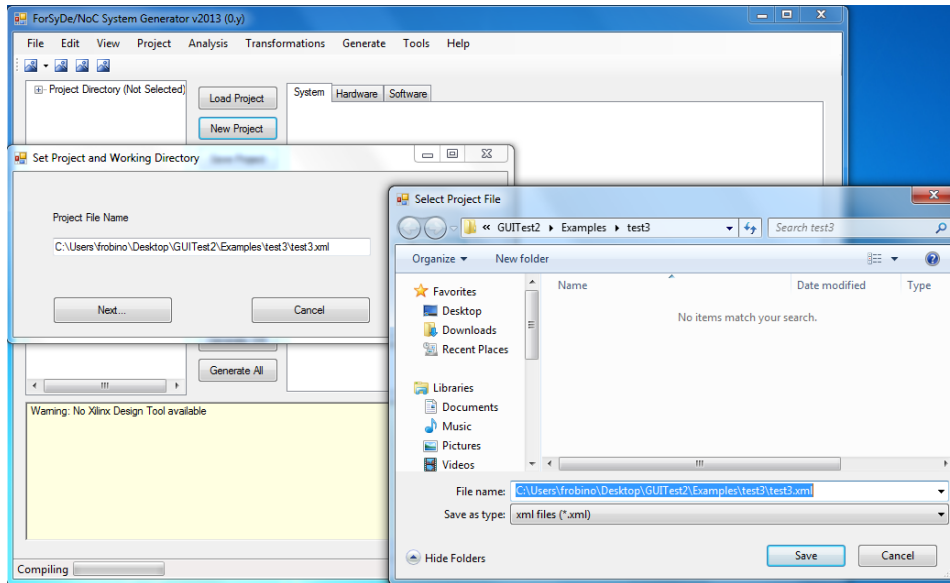 ForSyDe/NoC System Generator v2013 (0.y)
File Edit View Project Analysis Transformations Generate Tools Help
Project Directory (Not Selected)
Load Project
New Project
System Hardware Software
Set Project and Working Directory
Project File Name
C:\Users\frobino\Desktop\GUITest2\Examples\test3\test3.xml
Next...
Cancel
Generate All
Warning: No Xilinx Design Tool available
Compiling
Select Project File
« GUITest2 Examples test3
Search test3
Organize New folder
Name Date modified Type
No items match your search.
Favorites
Desktop
Downloads
Recent Places
Libraries
Documents
Music
Pictures
Videos
File name: C:\Users\frobino\Desktop\GUITest2\Examples\test3\test3.xml
Save as type: xml files (*.xml)
Hide Folders
Save
Cancel